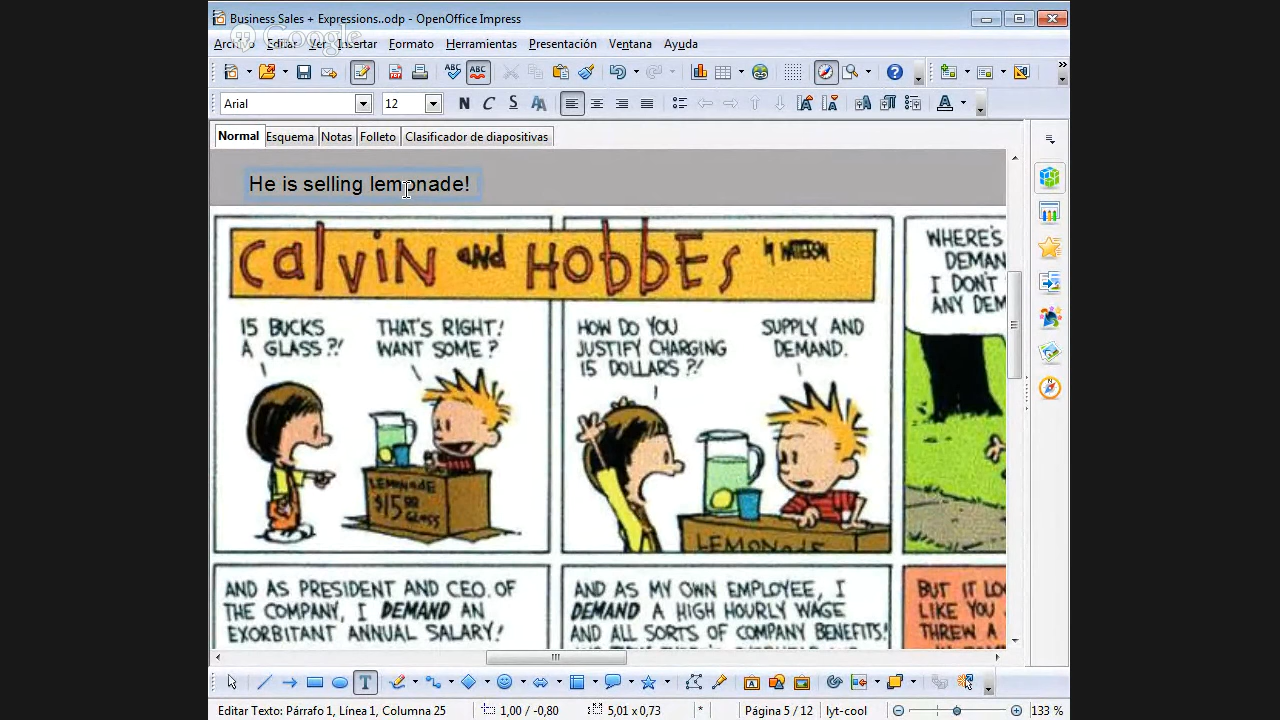 Business Sales + Expressions..odp - OpenOffice Impress
Google
Archivo Editar Ver Insertar Formato Herramientas Presentación Ventana Ayuda
Arial 12 N C S
Normal Esquema Notas Folleto Clasificador de diapositivas
He is selling lemonade!
CALVIN AND HOBBES BY WATTERSON
15 BUCKS
A GLASS?!
THAT'S RIGHT!
WANT SOME?
LEMONADE
$15.00
GLASS
HOW DO YOU
JUSTIFY CHARGING
15 DOLLARS?!
SUPPLY AND
DEMAND.
LEMONADE
WHERE'S
DEMAN
I DON'T
ANY DEM
AND AS PRESIDENT AND CEO OF
THE COMPANY, I DEMAND AN
EXORBITANT ANNUAL SALARY!
AND AS MY OWN EMPLOYEE, I
DEMAND A HIGH HOURLY WAGE
AND ALL SORTS OF COMPANY BENEFITS!
BUT IT LO
LIKE YOU
THREW A
Editar Texto: Párrafo 1, Línea 1, Columna 25 1,00 / -0,80 5,01 x 0,73 * Página 5 / 12 lyt-cool 133 %